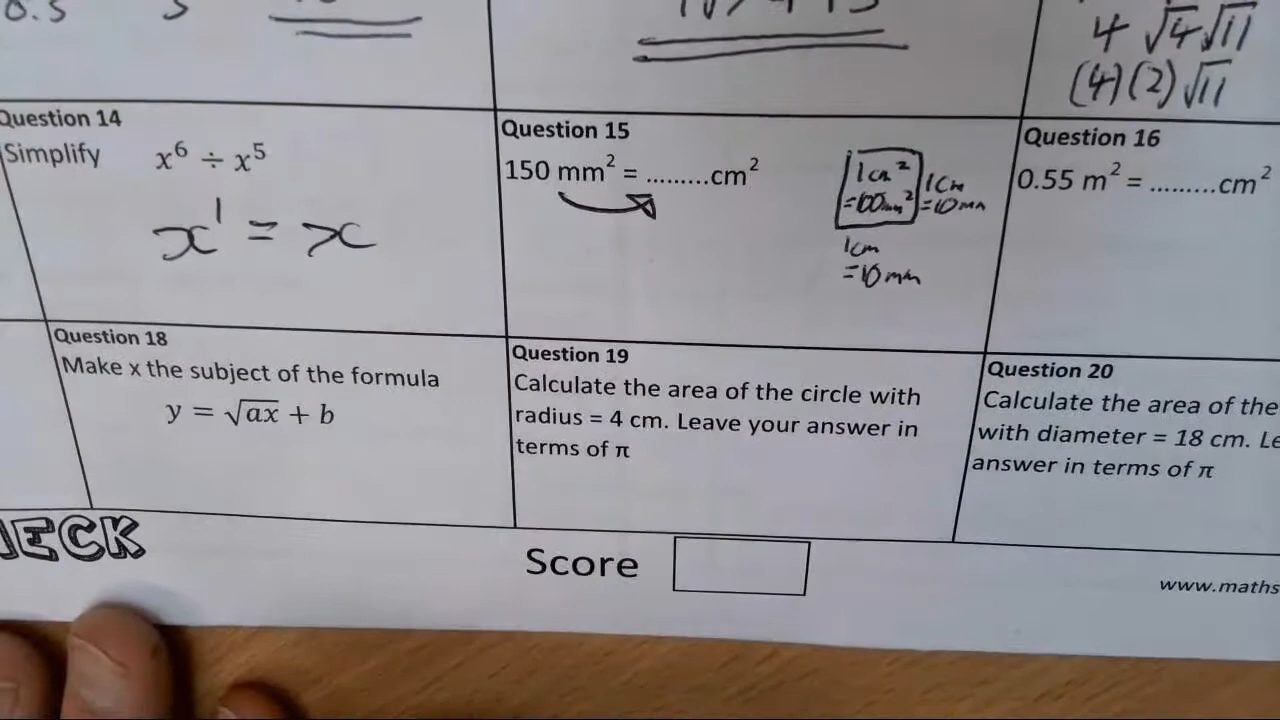 0.5
4 √4√11
(4)(2)√11
Question 14
Simplify x⁶ ÷ x⁵
x¹ = x
Question 15
150 mm² = .........cm²
1cm²
=100mm²
1cm
=10mm
1cm
=10mm
Question 16
0.55 m² = .........cm²
Question 18
Make x the subject of the formula
y = √ax + b
Question 19
Calculate the area of the circle with
radius = 4 cm. Leave your answer in
terms of π
Question 20
Calculate the area of the
with diameter = 18 cm. Le
answer in terms of π
HECK
Score
www.maths